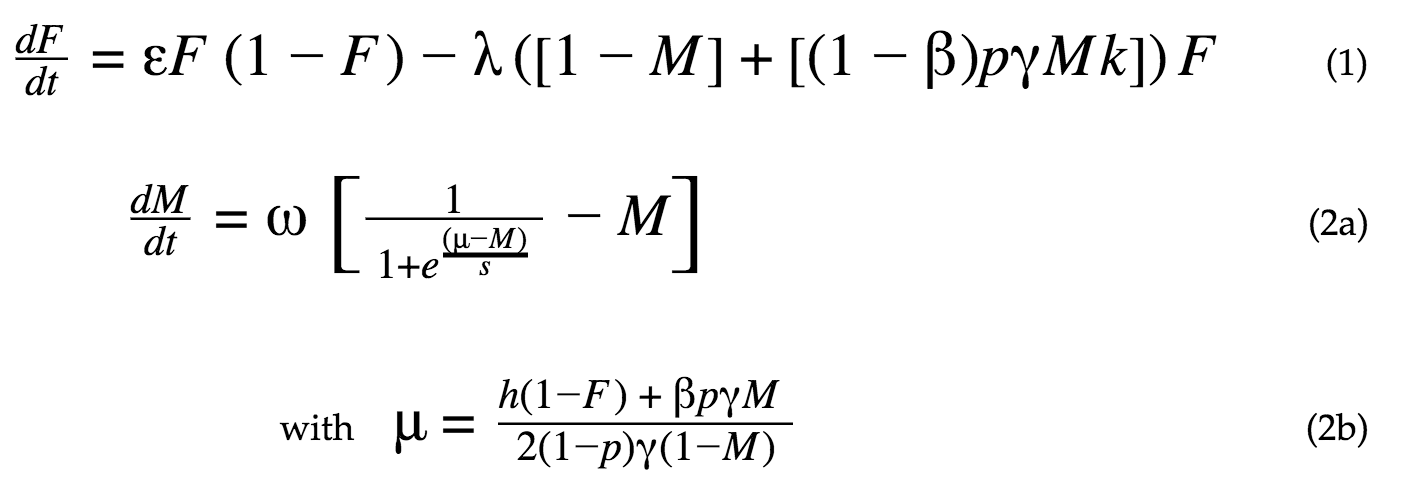 dF/dt = εF (1 − F) − λ ([1 − M] + [(1 − β)pγMk]) F (1)
dM/dt = ω [1/(1+e^((μ−M)/s)) − M] (2a)
with μ = (h(1−F) + βpγM)/(2(1−p)γ(1−M)) (2b)